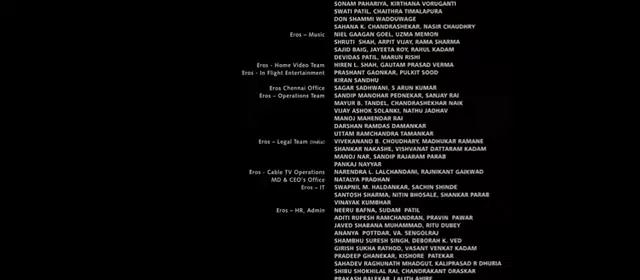 SONAM PAHARIYA, KIRTHANA VORUGANTI
SWATI PATIL, CHAITHRA TIMALAPURA
DON SHAMMI WADDUWAGE
SAHANA K. CHANDRASHEKAR, NASIR CHAUDHRY
Eros – Music NIEL GAAGAN GOEL, UZMA MEMON
SHRUTI SHAH, ARPIT VIJAY, RAMA SHARMA
SAJID BAIG, JAYEETA ROY, RAHUL KADAM
DEVIDAS PATIL, MARUN RISHI
Eros - Home Video Team HIREN L. SHAH, GAUTAM PRASAD VERMA
Eros - In Flight Entertainment PRASHANT GAONKAR, PULKIT SOOD
KIRAN SANDHU
Eros Chennai Office SAGAR SADHWANI, S ARUN KUMAR
Eros – Operations Team SANDIP MANOHAR PEDNEKAR, SANJAY RAI
MAYUR B. TANDEL, CHANDRASHEKHAR NAIK
VIJAY ASHOK SOLANKI, NATHU JADHAV
MANOJ MAHENDAR RAI
DARSHAN RAMDAS DAMANKAR
UTTAM RAMCHANDRA TAMANKAR
Eros – Legal Team (India) VIVEKANAND B. CHOUDHARY, MADHUKAR RAMANE
SHANKAR NAKASHE, VISHVANAT DATTARAM KADAM
MANOJ NAR, SANDIP RAJARAM PARAB
PANKAJ NAYYAR
Eros - Cable TV Operations NARENDRA L. LALCHANDANI, RAJNIKANT GAIKWAD
MD & CEO's Office NATALYA PRADHAN
Eros – IT SWAPNIL M. HALDANKAR, SACHIN SHINDE
SANTOSH SHARMA, NITIN BHOSALE, SHANKAR PARAB
VINAYAK KUMBHAR
Eros – HR, Admin NEERU BAFNA, SUDAM PATIL
ADITI RUPESH RAMCHANDRAN, PRAVIN PAWAR
JAVED SHABANA MUHAMMAD, RITU DUBEY
ANANYA POTTDAR, VA. SENGOLRAJ
SHAMBHU SURESH SINGH, DEBORAH K. VED
GIRISH SUKHA RATHOD, VASANT VENKAT KADAM
PRADEEP GHANEKAR, KISHORE PATEKAR
SAHADEV RAGHUNATH MHADGUT, KALIPRASAD R DHURIA
SHIBU SHOKHILAL RAI, CHANDRAKANT DRASKAR
PRAKASH BALEKAR, LALIT AHIRE